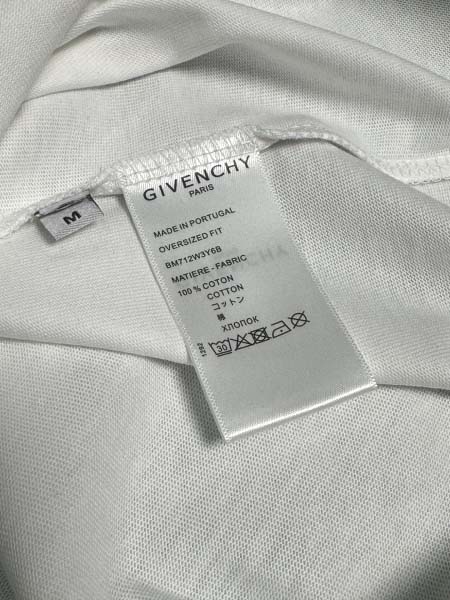 GIVENCHY
PARIS
M
MADE IN PORTUGAL
OVERSIZED FIT
BM712W3Y6B
MATIERE - FABRIC
100 % COTON
COTTON
コットン
棉
ХЛОПОК
30
1262